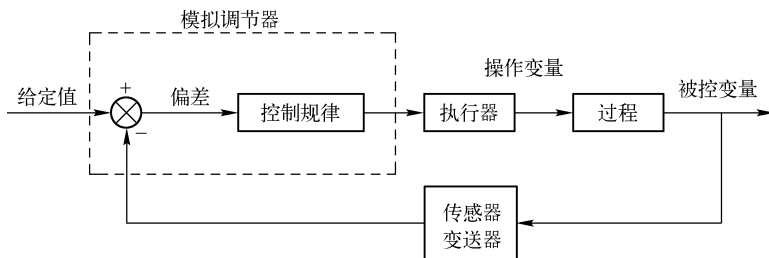 模拟调节器
给定值
+
−
偏差
控制规律
执行器
操作变量
过程
被控变量
传感器
变送器